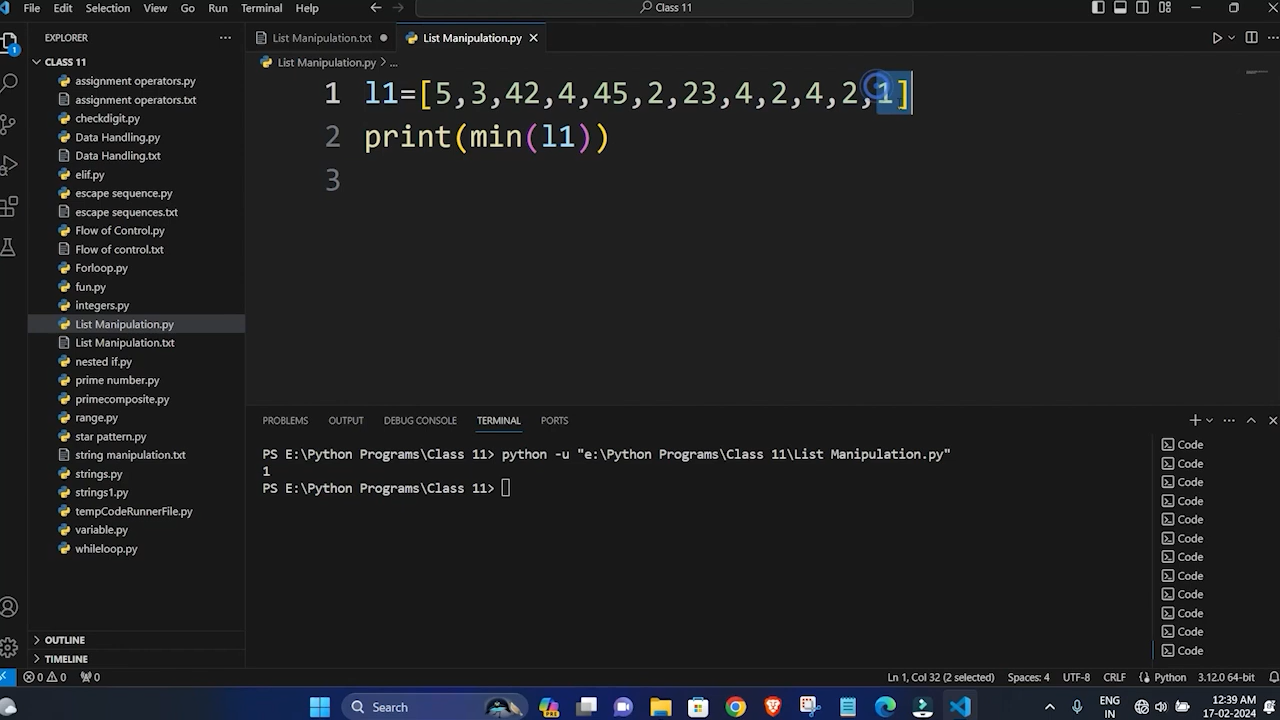 File Edit Selection View Go Run Terminal Help
Class 11
EXPLORER
List Manipulation.txt
List Manipulation.py
CLASS 11
List Manipulation.py > ...
assignment operators.py
assignment operators.txt
checkdigit.py
Data Handling.py
Data Handling.txt
elif.py
escape sequence.py
escape sequences.txt
Flow of Control.py
Flow of control.txt
Forloop.py
fun.py
integers.py
List Manipulation.py
List Manipulation.txt
nested if.py
prime number.py
primecomposite.py
range.py
star pattern.py
string manipulation.txt
strings.py
strings1.py
tempCodeRunnerFile.py
variable.py
whileloop.py
OUTLINE
TIMELINE
1 l1=[5,3,42,4,45,2,23,4,2,4,2,1]
2 print(min(l1))
3
PROBLEMS OUTPUT DEBUG CONSOLE TERMINAL PORTS
PS E:\Python Programs\Class 11> python -u "e:\Python Programs\Class 11\List Manipulation.py"
1
PS E:\Python Programs\Class 11>
Code
Code
Code
Code
Code
Code
Code
Code
Code
Code
Code
Code
1
0 0 0
Ln 1, Col 32 (2 selected) Spaces: 4 UTF-8 CRLF Python 3.12.0 64-bit
Search
PRE
ENG
IN
12:39 AM
17-02-2024